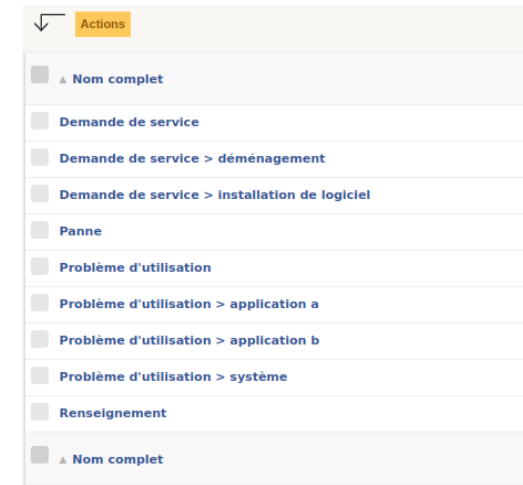 Actions
▲ Nom complet
Demande de service
Demande de service > déménagement
Demande de service > installation de logiciel
Panne
Problème d'utilisation
Problème d'utilisation > application a
Problème d'utilisation > application b
Problème d'utilisation > système
Renseignement
▲ Nom complet